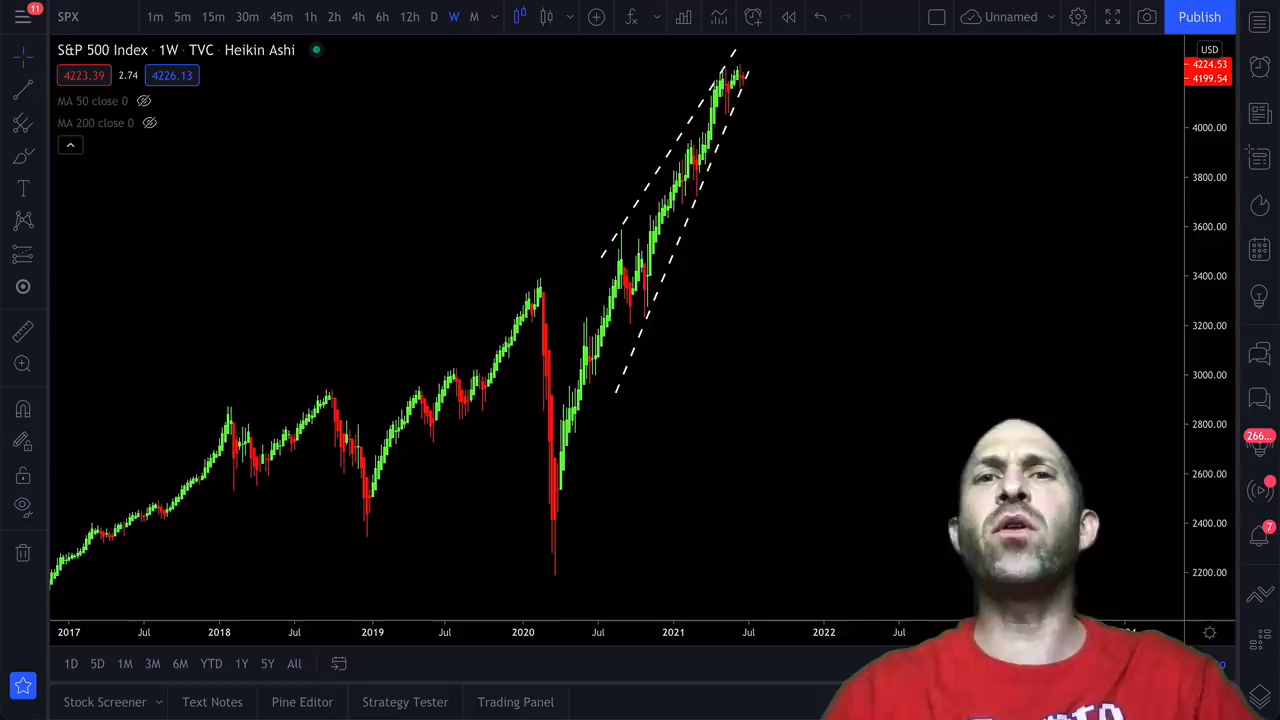 11
SPX
1m 5m 15m 30m 45m 1h 2h 4h 6h 12h D W M
Unnamed
Publish
S&P 500 Index · 1W · TVC · Heikin Ashi
4223.39 2.74 4226.13
MA 50 close 0
MA 200 close 0
USD
4224.53
4199.54
4000.00
3800.00
3600.00
3400.00
3200.00
3000.00
2800.00
2600.00
2400.00
2200.00
266...
7
2017 Jul 2018 Jul 2019 Jul 2020 Jul 2021 Jul 2022 Jul
1D 5D 1M 3M 6M YTD 1Y 5Y All
Stock Screener Text Notes Pine Editor Strategy Tester Trading Panel